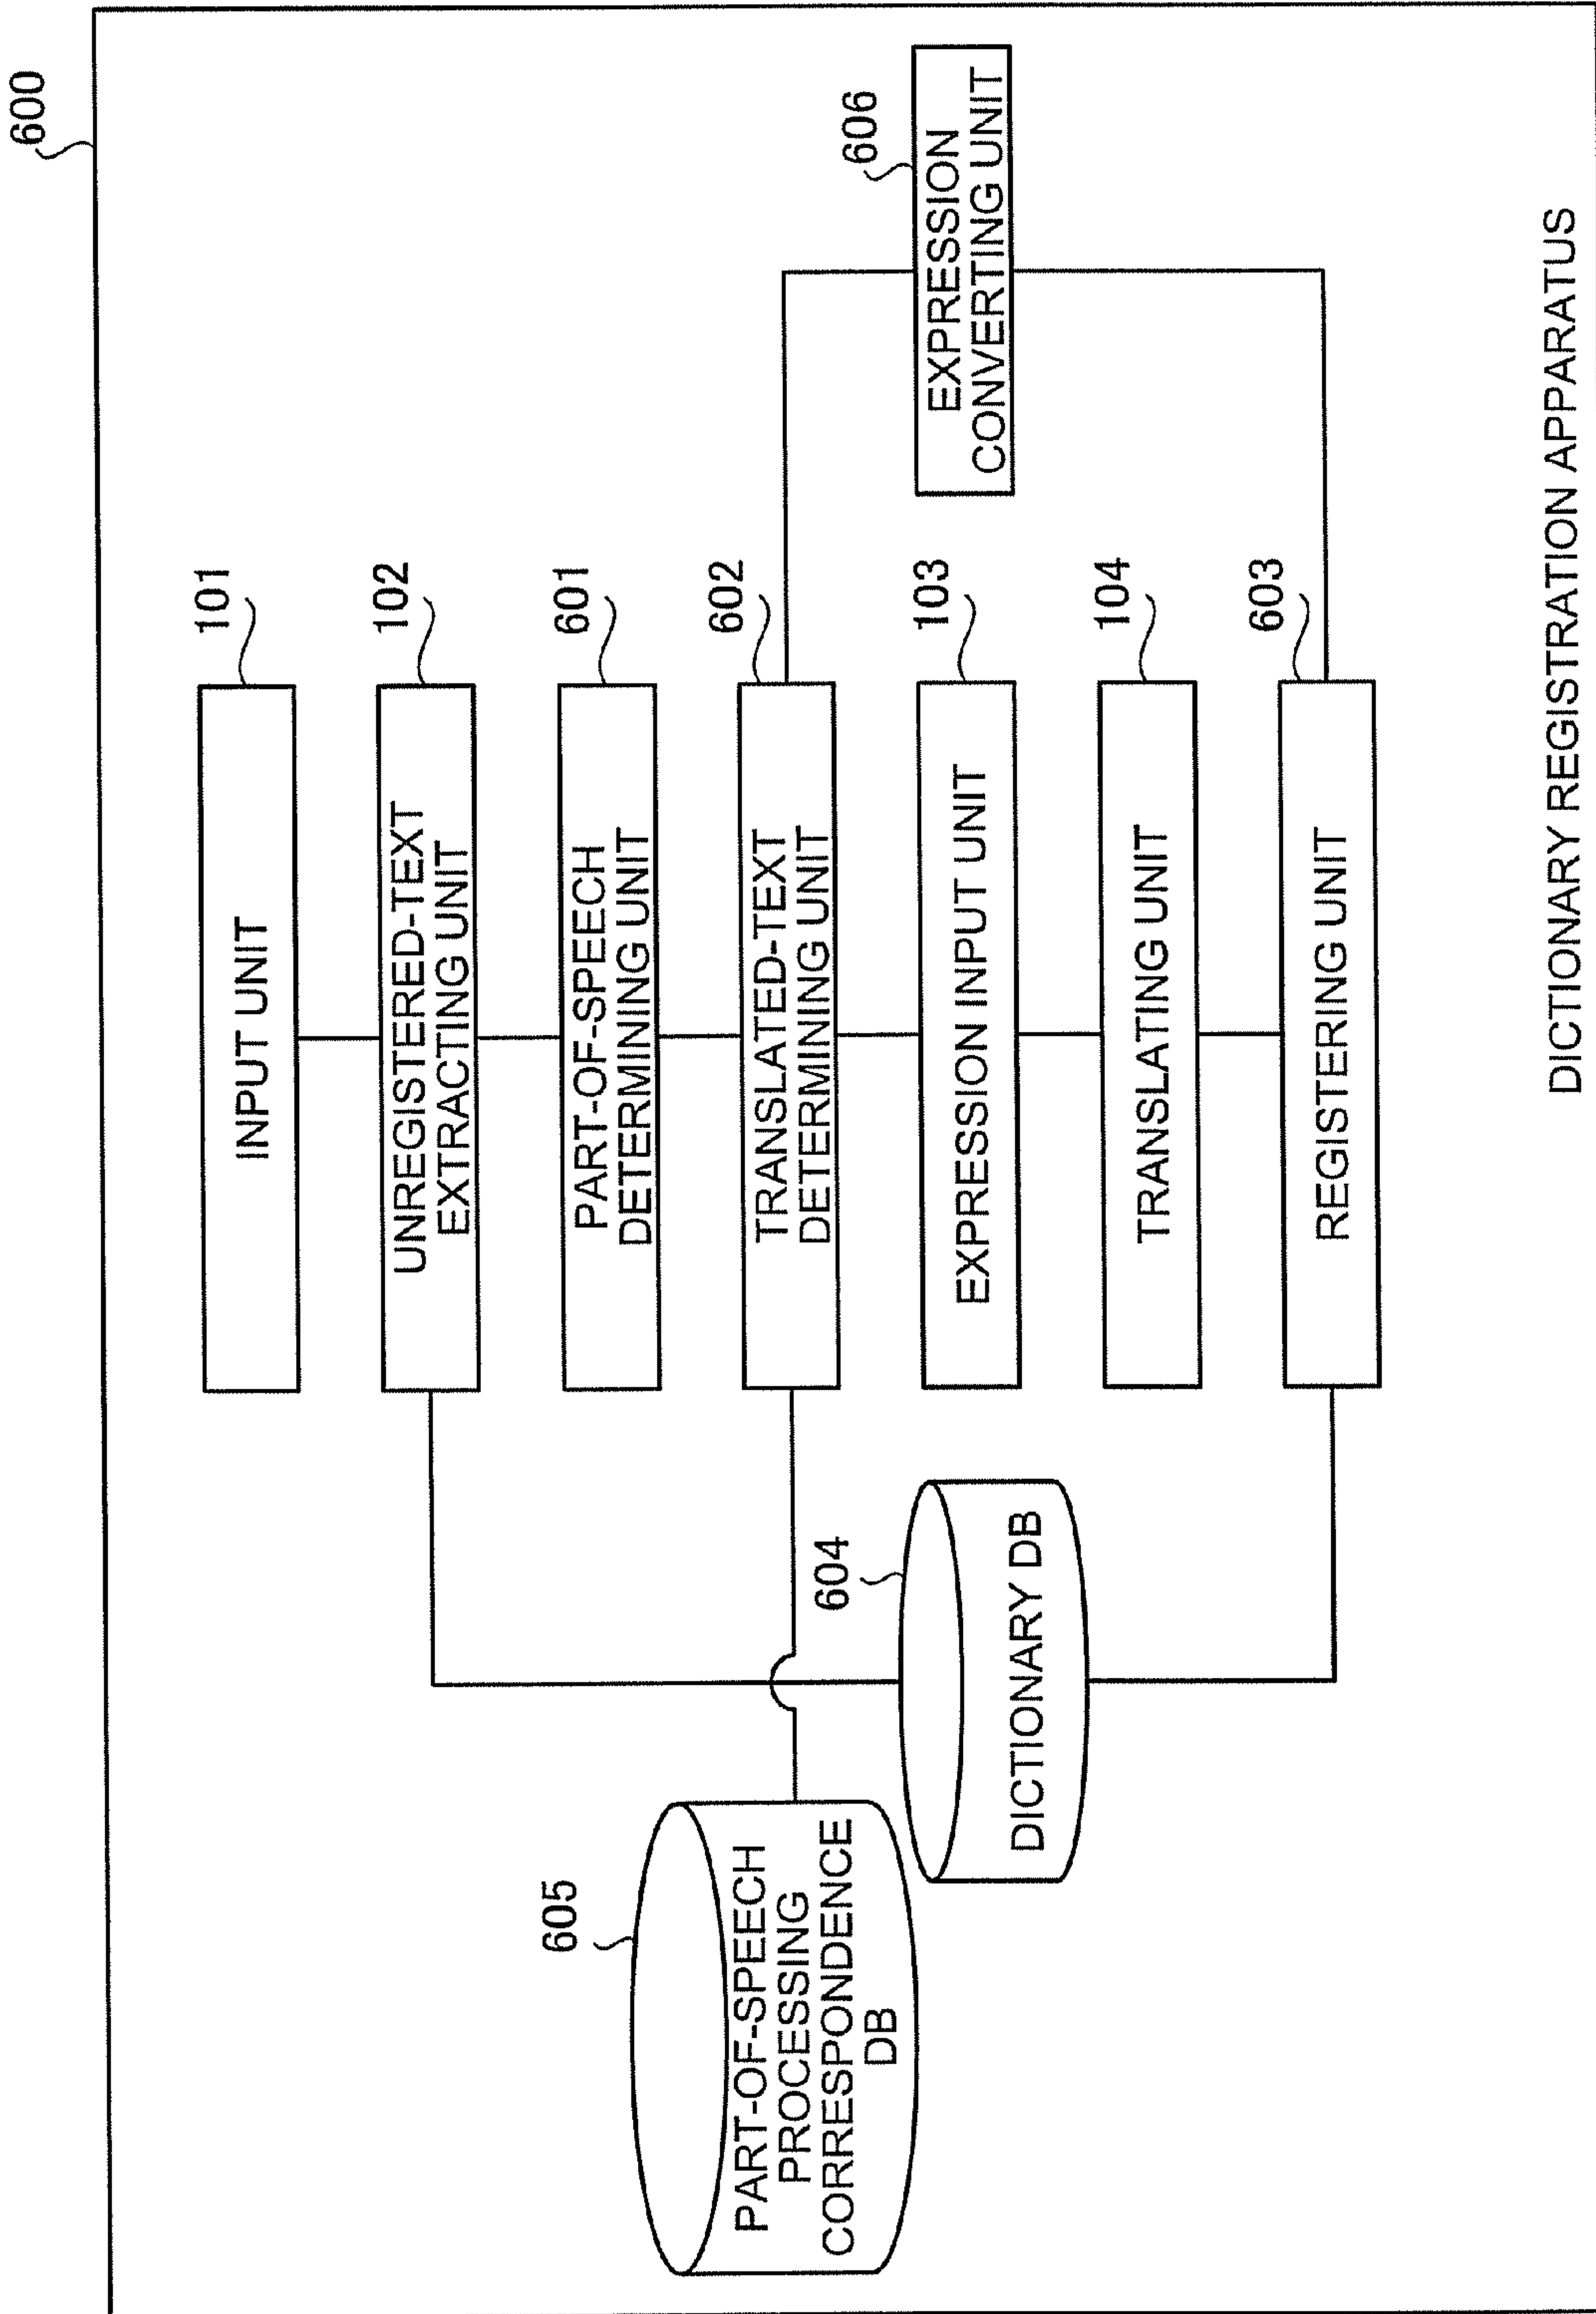 600
101
INPUT UNIT
102
UNREGISTERED-TEXT
EXTRACTING UNIT
601
PART-OF-SPEECH
DETERMINING UNIT
605
PART-OF-SPEECH
PROCESSING
CORRESPONDENCE
DB
602
TRANSLATED-TEXT
DETERMINING UNIT
606
EXPRESSION
CONVERTING UNIT
604
DICTIONARY DB
103
EXPRESSION INPUT UNIT
104
TRANSLATING UNIT
603
REGISTERING UNIT
DICTIONARY REGISTRATION APPARATUS